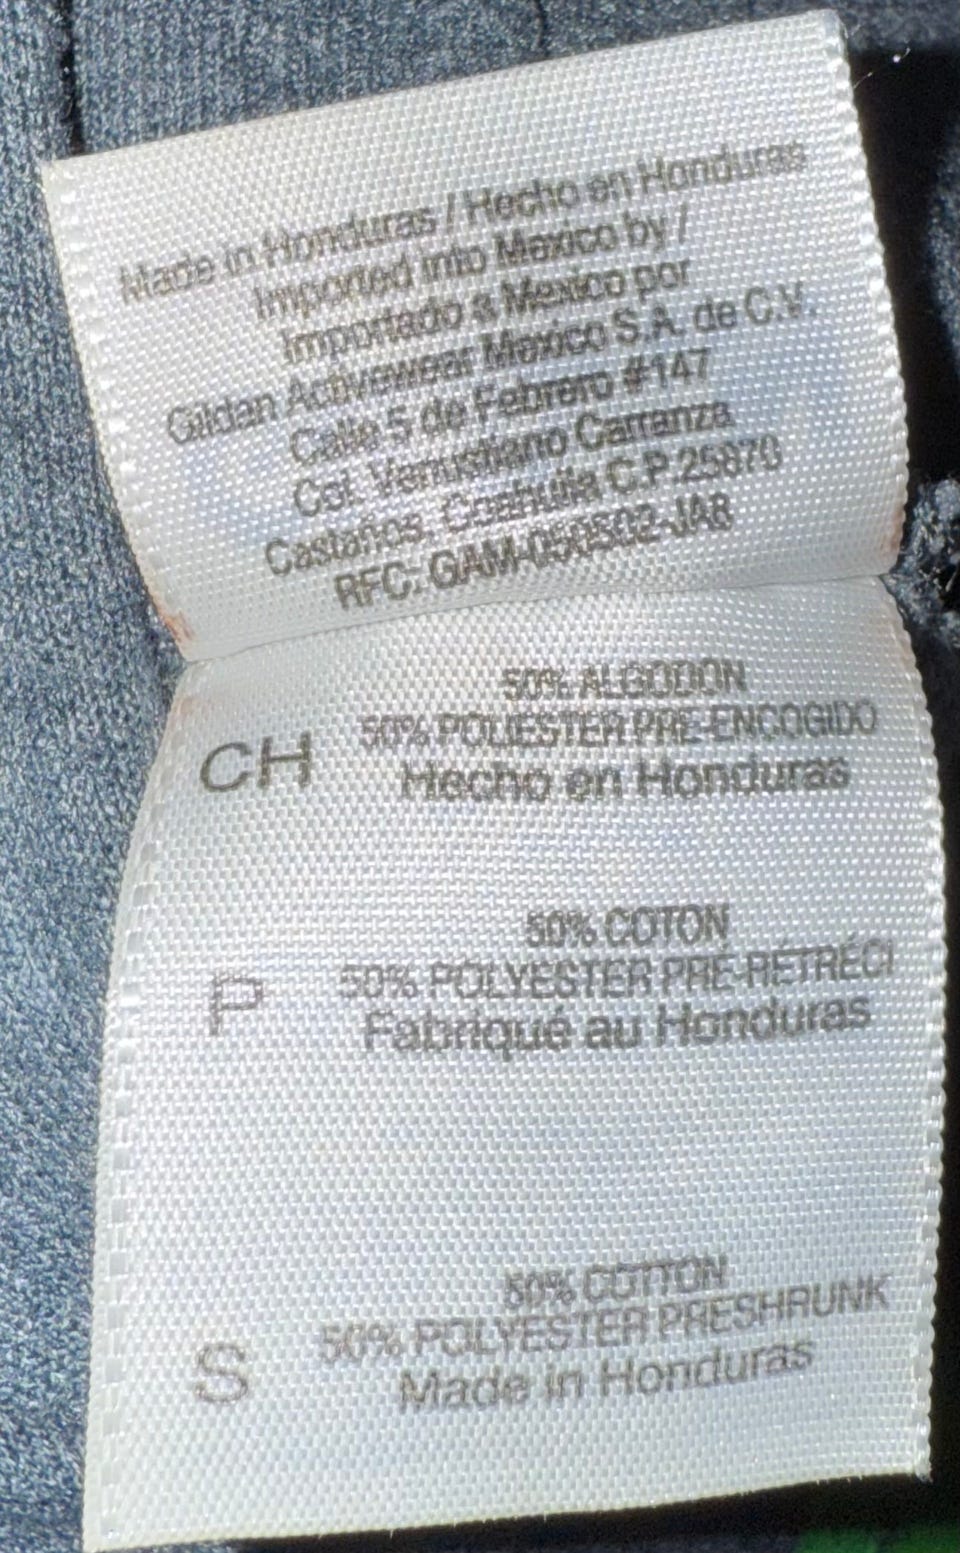 Made in Honduras / Hecho en Honduras
Imported into Mexico by /
Importado a Mexico por
Gildan Activewear Mexico S.A. de C.V.
Calle 5 de Febrero #147
Col. Venustiano Carranza
Castaños. Coahuila C.P.25870
RFC: GAM-050802-JA8
50% ALGODON
50% POLIESTER PRE-ENCOGIDO
CH Hecho en Honduras
50% COTON
50% POLYESTER PRÉ-RÉTRÉCI
P Fabriqué au Honduras
50% COTTON
50% POLYESTER PRESHRUNK
S Made in Honduras